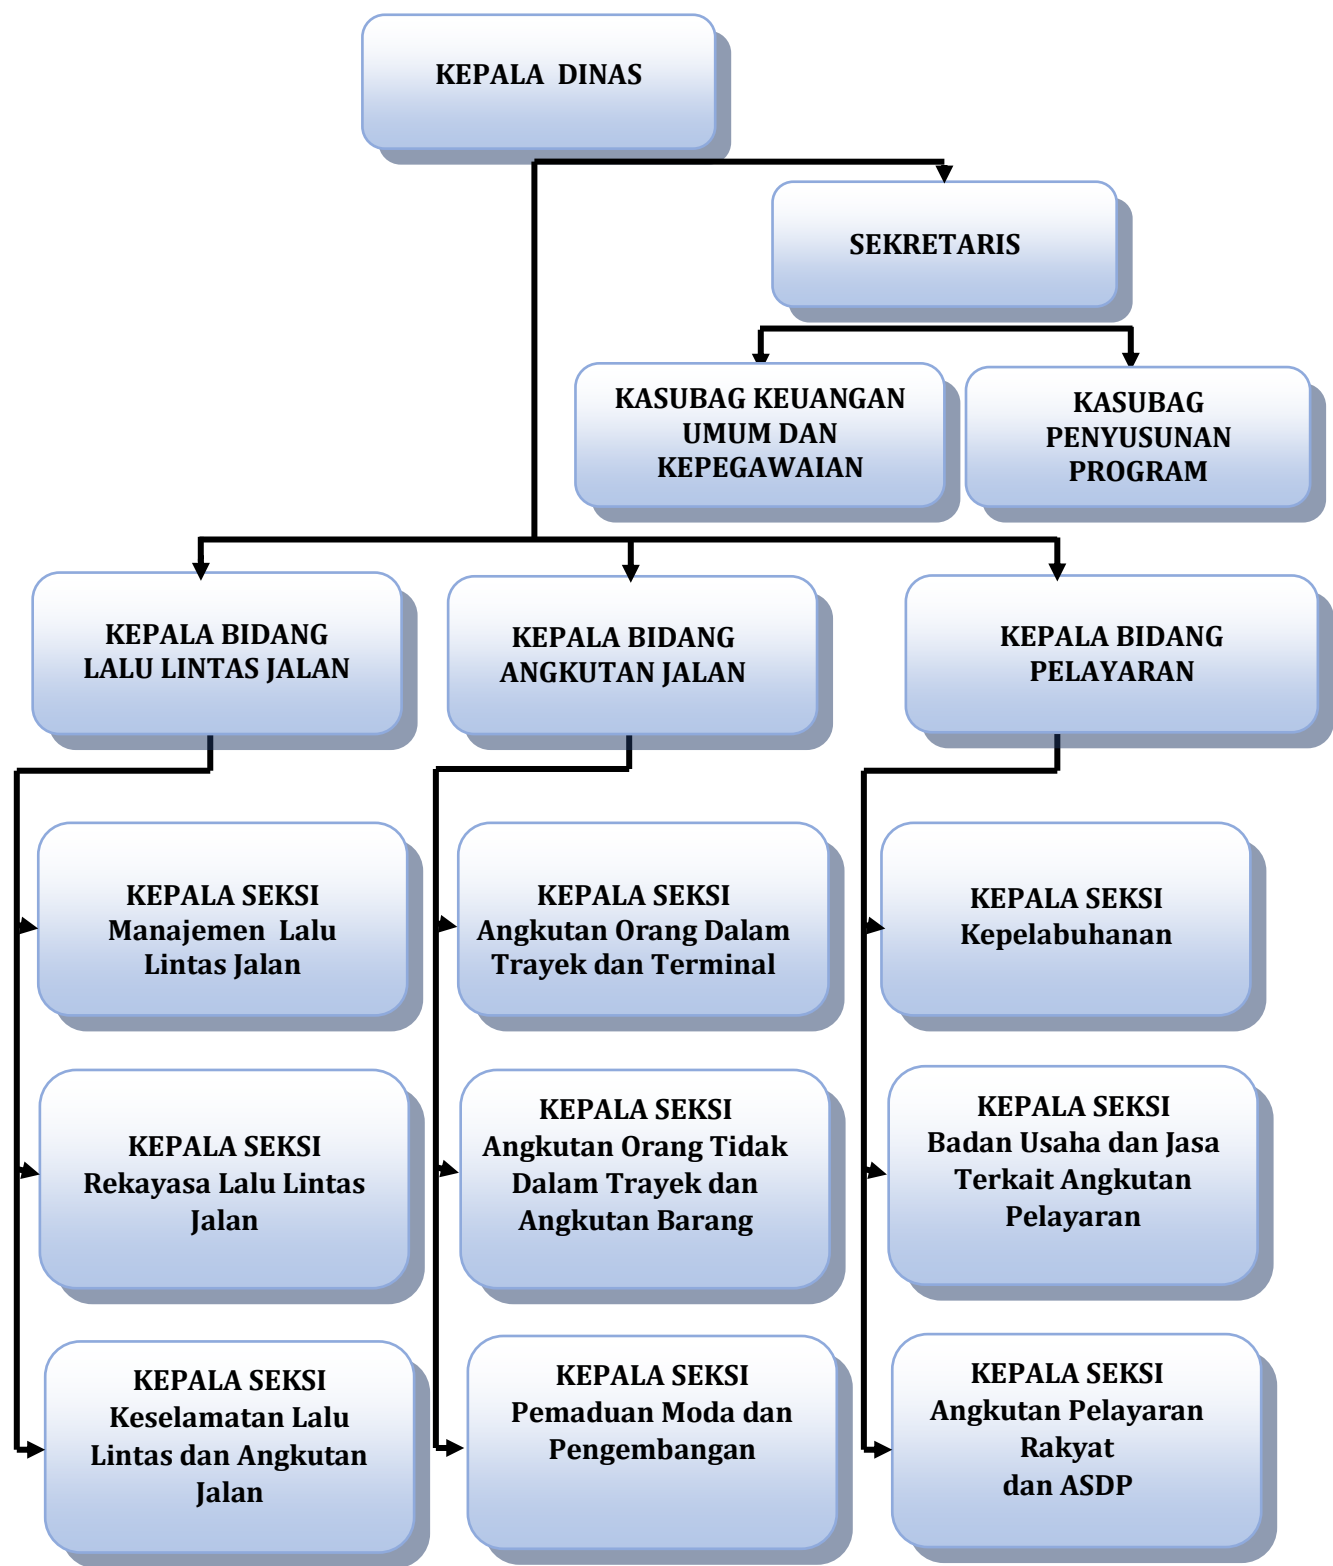 KEPALA  DINAS
SEKRETARIS
KASUBAG KEUANGAN
UMUM DAN
KEPEGAWAIAN
KASUBAG
PENYUSUNAN
PROGRAM
KEPALA BIDANG
LALU LINTAS JALAN
KEPALA BIDANG
ANGKUTAN JALAN
KEPALA BIDANG
PELAYARAN
KEPALA SEKSI
Manajemen  Lalu
Lintas Jalan
KEPALA SEKSI
Angkutan Orang Dalam
Trayek dan Terminal
KEPALA SEKSI
Kepelabuhanan
KEPALA SEKSI
Rekayasa Lalu Lintas
Jalan
KEPALA SEKSI
Angkutan Orang Tidak
Dalam Trayek dan
Angkutan Barang
KEPALA SEKSI
Badan Usaha dan Jasa
Terkait Angkutan
Pelayaran
KEPALA SEKSI
Keselamatan Lalu
Lintas dan Angkutan
Jalan
KEPALA SEKSI
Pemaduan Moda dan
Pengembangan
KEPALA SEKSI
Angkutan Pelayaran
Rakyat
dan ASDP